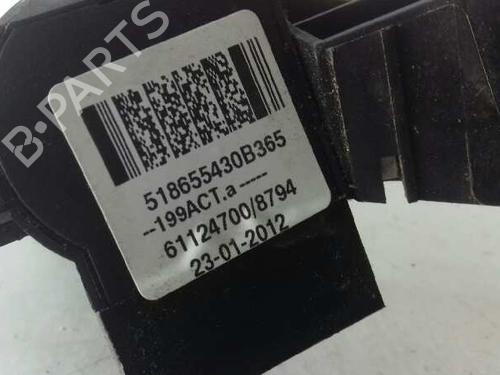 B-PARTS
518655430B365
--199ACT.a-----
61124700/8794
23-01-2012